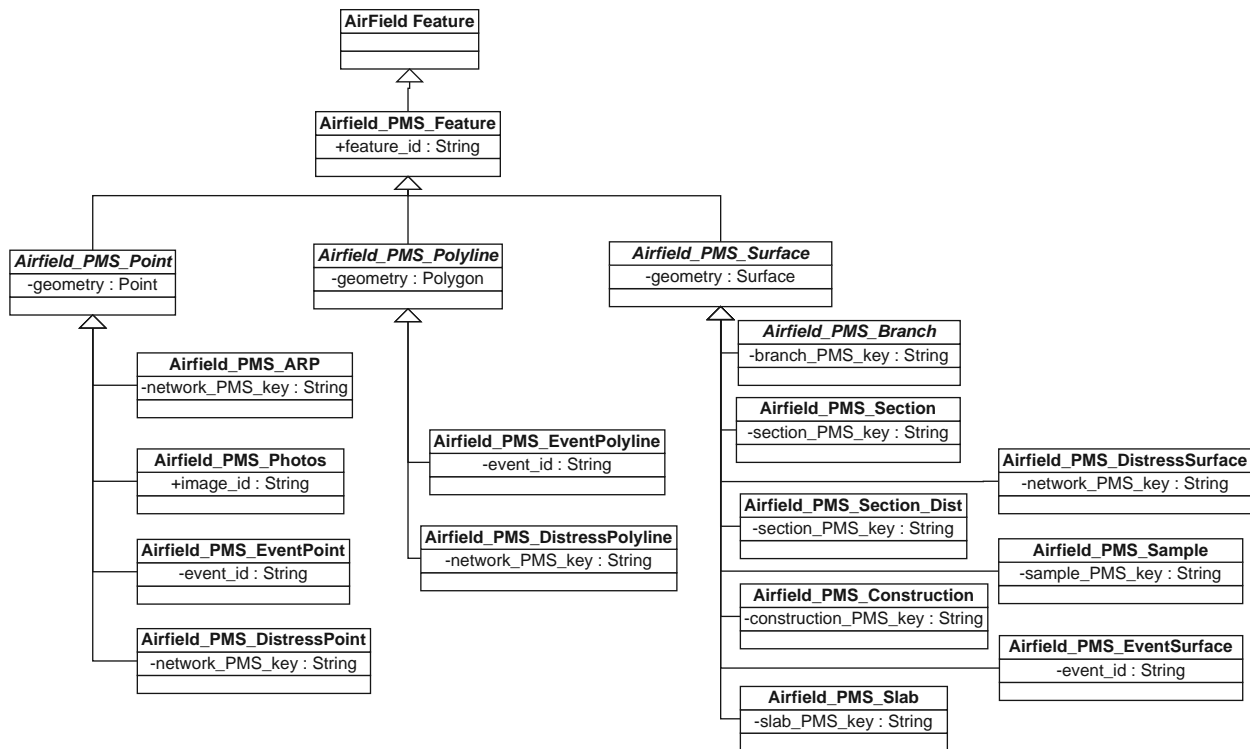 AirField Feature
Airfield_PMS_Feature
+feature_id : String
Airfield_PMS_Point
-geometry : Point
Airfield_PMS_Polyline
-geometry : Polygon
Airfield_PMS_Surface
-geometry : Surface
Airfield_PMS_ARP
-network_PMS_key : String
Airfield_PMS_Photos
+image_id : String
Airfield_PMS_EventPoint
-event_id : String
Airfield_PMS_DistressPoint
-network_PMS_key : String
Airfield_PMS_EventPolyline
-event_id : String
Airfield_PMS_DistressPolyline
-network_PMS_key : String
Airfield_PMS_Branch
-branch_PMS_key : String
Airfield_PMS_Section
-section_PMS_key : String
Airfield_PMS_Section_Dist
-section_PMS_key : String
Airfield_PMS_Construction
-construction_PMS_key : String
Airfield_PMS_Slab
-slab_PMS_key : String
Airfield_PMS_DistressSurface
-network_PMS_key : String
Airfield_PMS_Sample
-sample_PMS_key : String
Airfield_PMS_EventSurface
-event_id : String